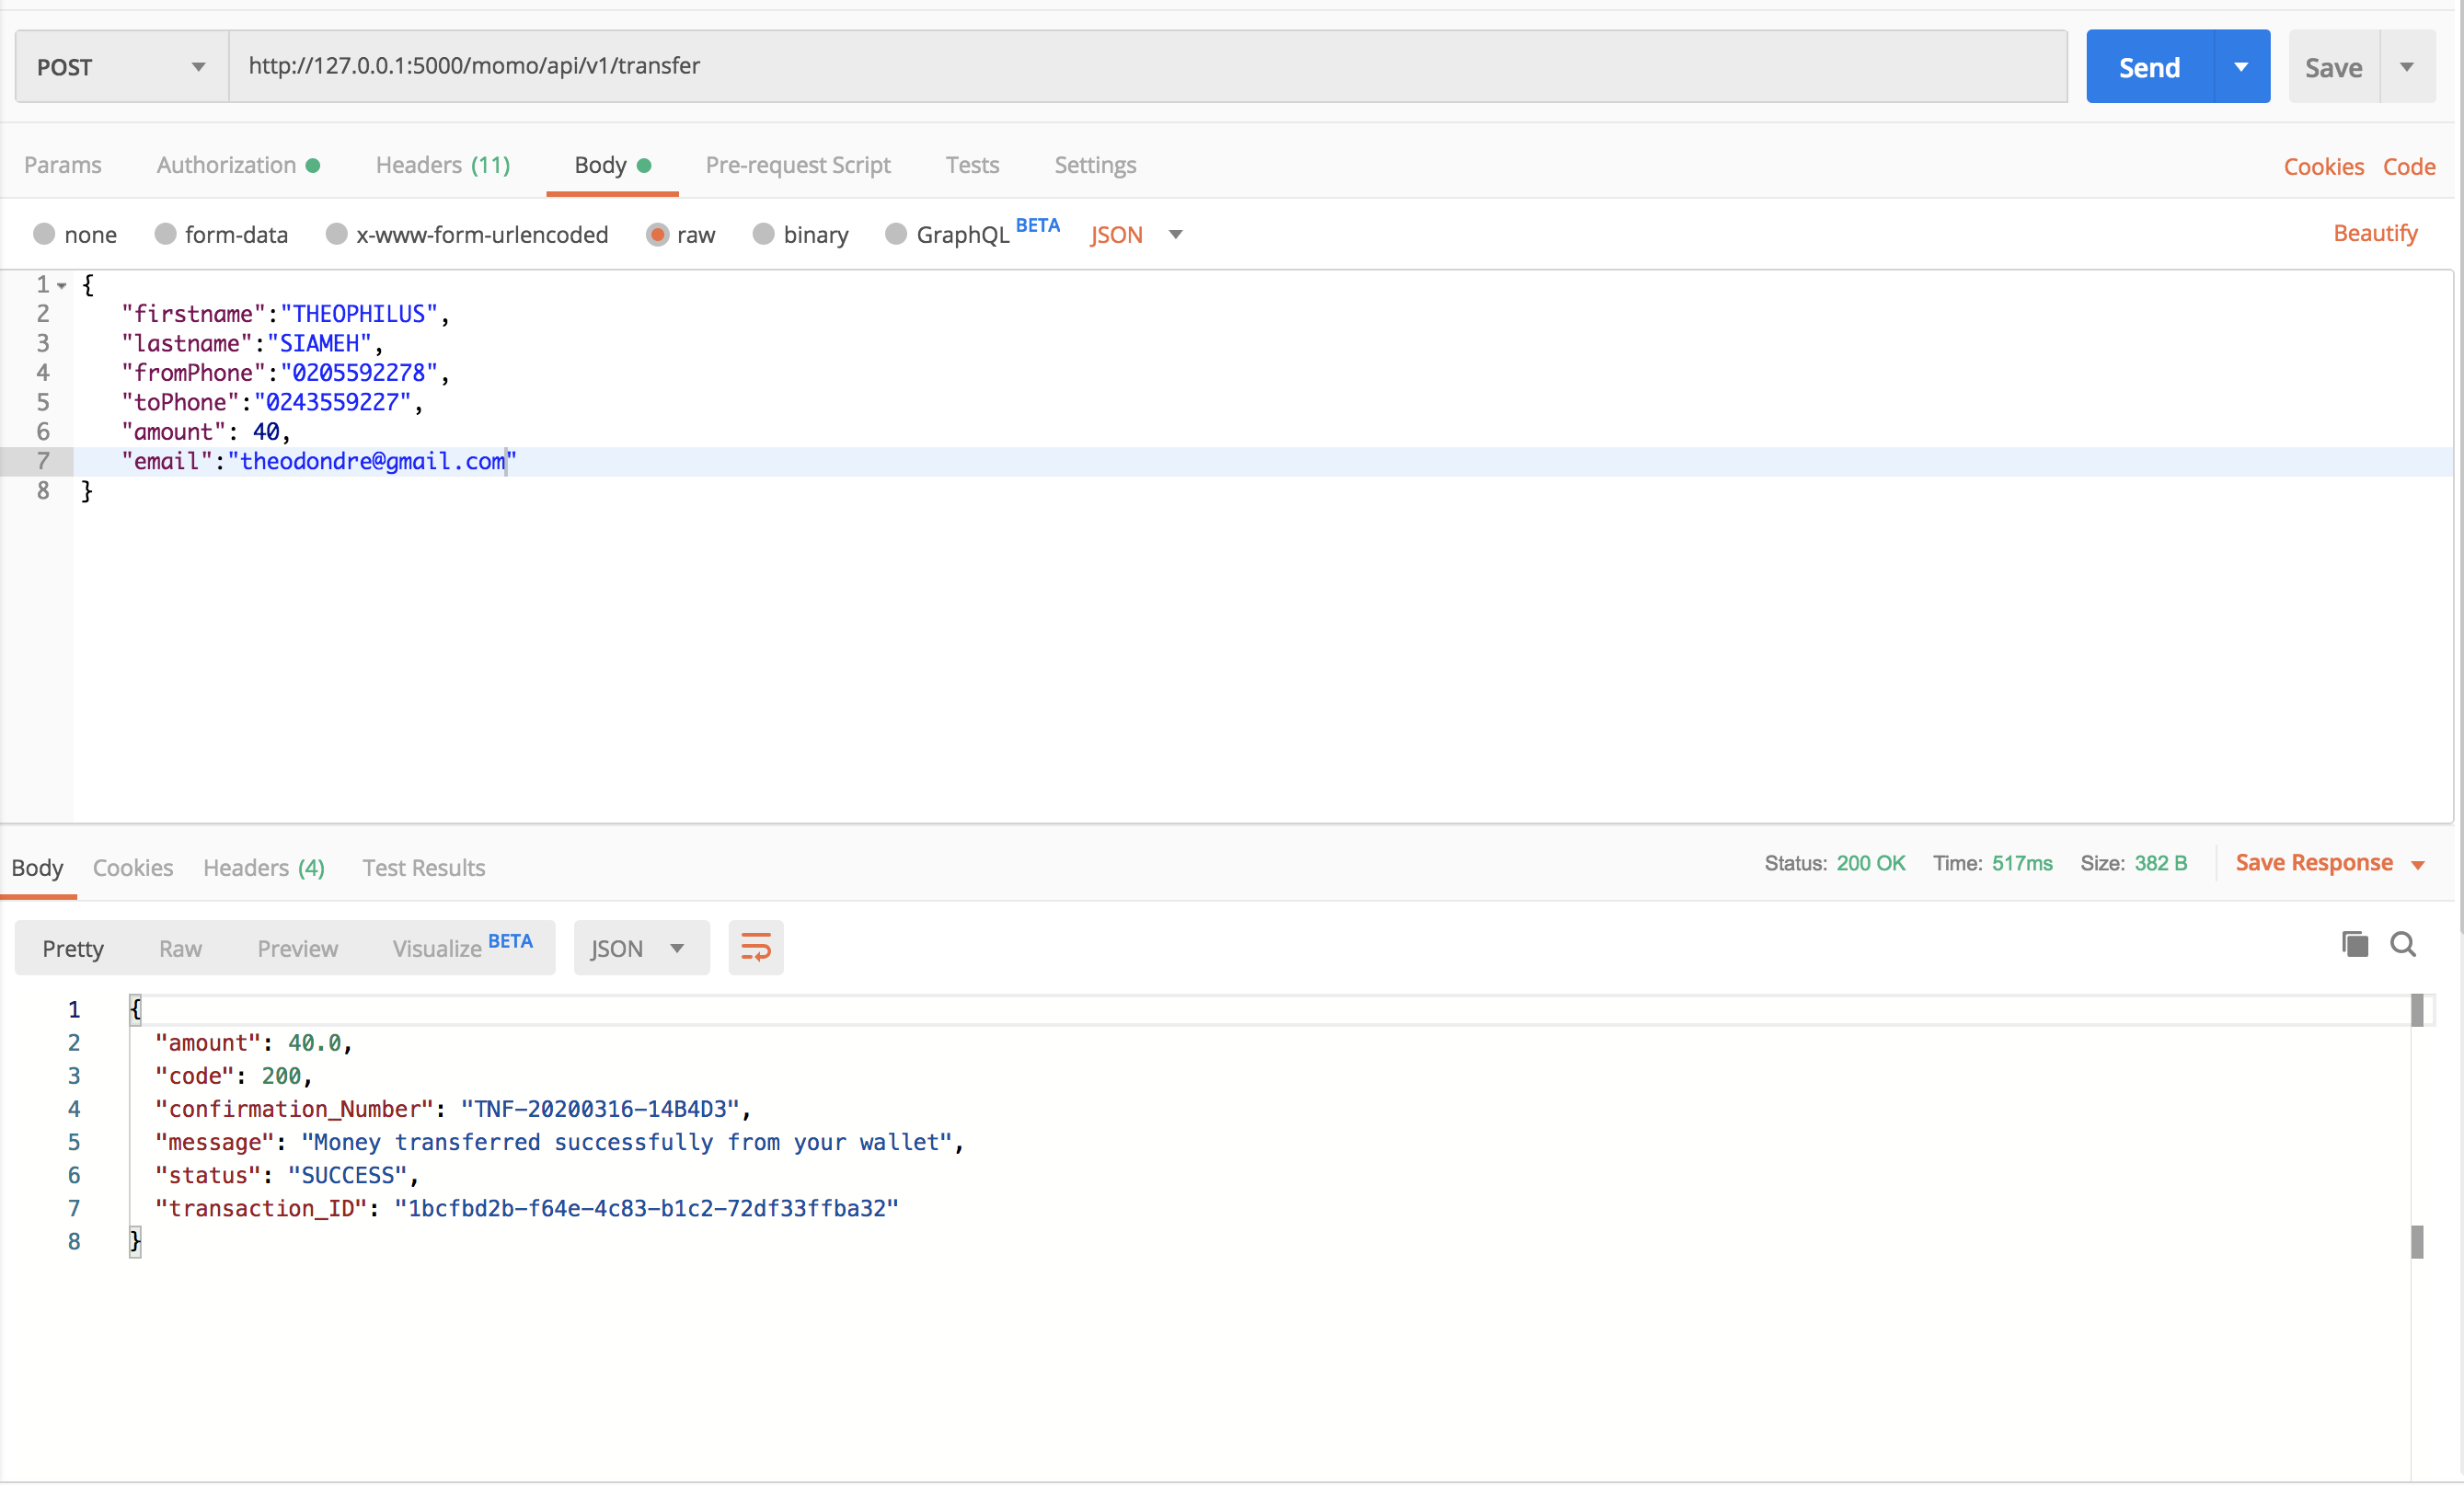 POST http://127.0.0.1:5000/momo/api/v1/transfer Send Save
Params Authorization Headers (11) Body Pre-request Script Tests Settings Cookies Code
none form-data x-www-form-urlencoded raw binary GraphQL BETA JSON Beautify
1 {
2 "firstname":"THEOPHILUS",
3 "lastname":"SIAMEH",
4 "fromPhone":"0205592278",
5 "toPhone":"0243559227",
6 "amount": 40,
7 "email":"theodondre@gmail.com"
8 }
Body Cookies Headers (4) Test Results Status: 200 OK Time: 517ms Size: 382 B Save Response
Pretty Raw Preview Visualize BETA JSON
1 {
2 "amount": 40.0,
3 "code": 200,
4 "confirmation_Number": "TNF-20200316-14B4D3",
5 "message": "Money transferred successfully from your wallet",
6 "status": "SUCCESS",
7 "transaction_ID": "1bcfbd2b-f64e-4c83-b1c2-72df33ffba32"
8 }